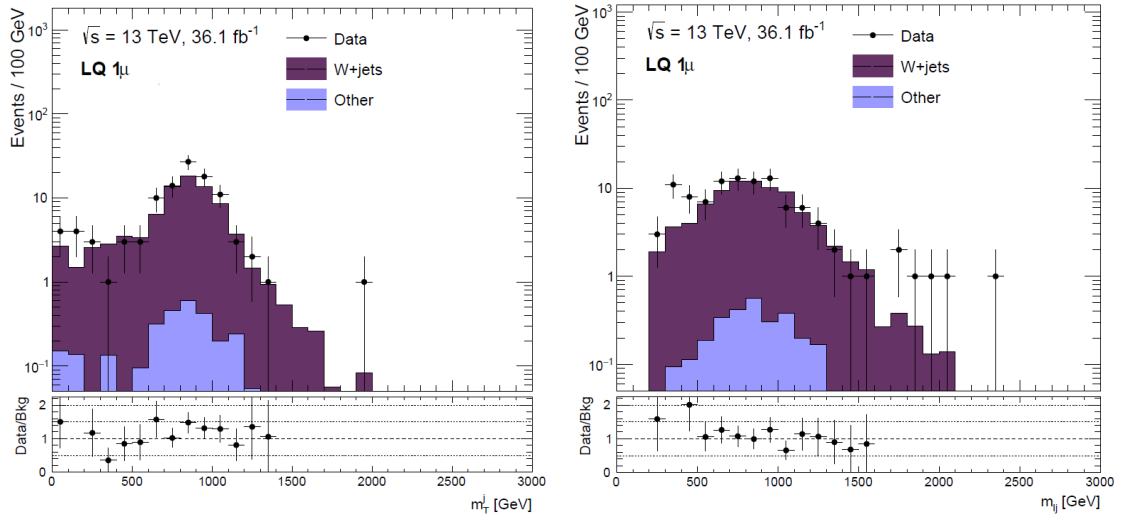 Events / 100 GeV
10³
10²
10
1
10⁻¹
√s = 13 TeV, 36.1 fb⁻¹
LQ 1μ
Data
W+jets
Other
Data/Bkg
2
1
0
0 500 1000 1500 2000 2500 3000
m_T^j [GeV]
Events / 100 GeV
10³
10²
10
1
10⁻¹
√s = 13 TeV, 36.1 fb⁻¹
LQ 1μ
Data
W+jets
Other
Data/Bkg
2
1
0
0 500 1000 1500 2000 2500 3000
m_lj [GeV]